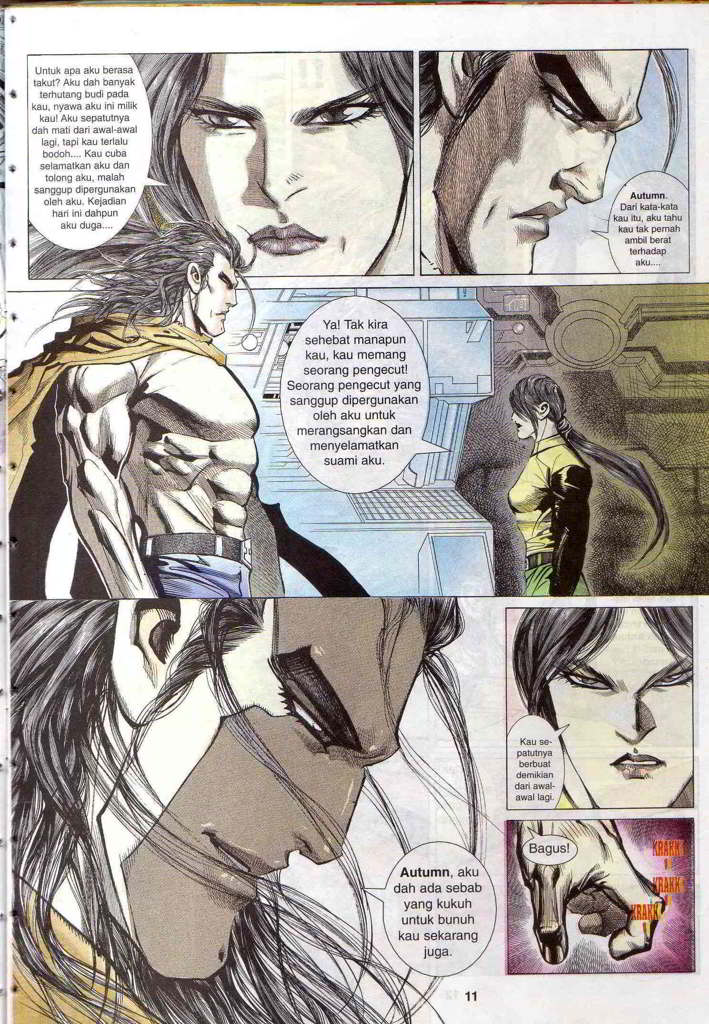 Untuk apa aku berasa
takut? Aku dah banyak
terhutang budi pada
kau, nyawa aku ini milik
kau! Aku sepatutnya
dah mati dari awal-awal
lagi, tapi kau terlalu
bodoh.... Kau cuba
selamatkan aku dan
tolong aku, malah
sanggup dipergunakan
oleh aku. Kejadian
hari ini dahpun
aku duga....
Autumn.
Dari kata-kata
kau itu, aku tahu
kau tak pernah
ambil berat
terhadap
aku....
Ya! Tak kira
sehebat manapun
kau, kau memang
seorang pengecut!
Seorang pengecut yang
sanggup dipergunakan
oleh aku untuk
merangsangkan dan
menyelamatkan
suami aku.
Autumn, aku
dah ada sebab
yang kukuh
untuk bunuh
kau sekarang
juga.
Kau se-
patutnya
berbuat
demikian
dari awal-
awal lagi.
Bagus!
KRAKK
KRAKK
KRAKK
11